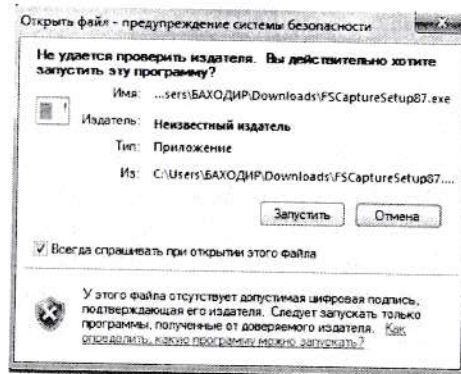 Открыть файл - предупреждение системы безопасности
Не удается проверить издателя. Вы действительно хотите
запустить эту программу?
Имя: ...sers\БАХОДИР\Downloads\FSCaptureSetup87.exe
Издатель: Неизвестный издатель
Тип: Приложение
Из: C:\Users\БАХОДИР\Downloads\FSCaptureSetup87....
Запустить Отмена
Всегда спрашивать при открытии этого файла
У этого файла отсутствует допустимая цифровая подпись,
подтверждающая его издателя. Следует запускать только
программы, полученные от доверяемого издателя. Как
определить, какую программу можно запускать?